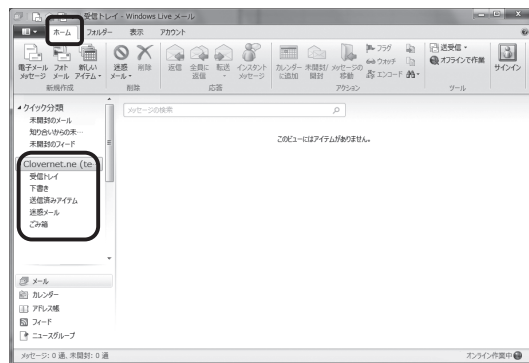 受信トレイ - Windows Live メール
ホーム フォルダー 表示 アカウント
電子メール メッセージ
フォト メール
新しい アイテム
迷惑 メール
削除
返信
全員に 返信
転送
インスタント メッセージ
カレンダーに追加
未開封/開封
メッセージの移動
フラグ
ウオッチ
エンコード
送受信
オフラインで作業
サインイン
新規作成 削除 応答 アクション ツール
クイック分類
未開封のメール
知り合いからの未…
未開封のフィード
Clovernet.ne (te
受信トレイ
下書き
送信済みアイテム
迷惑メール
ごみ箱
メッセージの検索
このビューにはアイテムがありません。
メール
カレンダー
アドレス帳
フィード
ニュースグループ
メッセージ: 0 通、未開封: 0 通
オンライン作業中